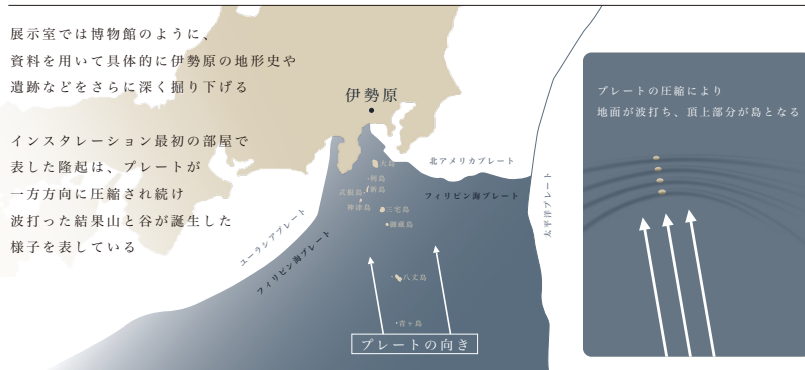 展示室では博物館のように、
資料を用いて具体的に伊勢原の地形史や
遺跡などをさらに深く掘り下げる
インスタレーション最初の部屋で
表した隆起は、プレートが
一方方向に圧縮され続け
波打った結果山と谷が誕生した
様子を表している
伊勢原
大島
利島
新島
式根島
神津島
三宅島
御蔵島
八丈島
青ヶ島
北アメリカプレート
フィリピン海プレート
ユーラシアプレート
フィリピン海プレート
太平洋プレート
プレートの向き
プレートの圧縮により
地面が波打ち、頂上部分が島となる